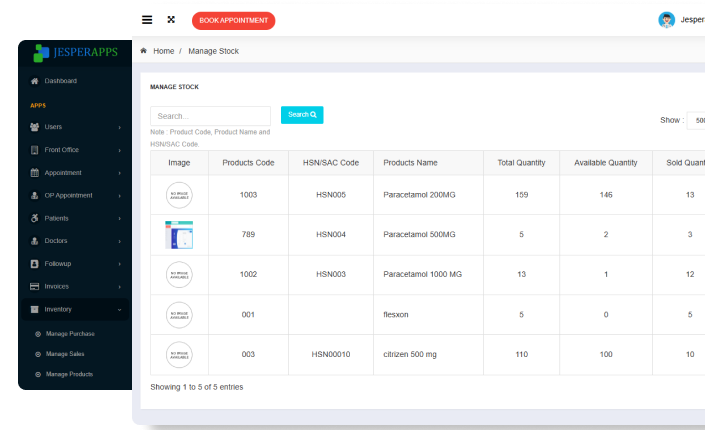 BOOK APPOINTMENT
Jesper
JESPERAPPS
Home / Manage Stock
Dashboard
APPS
Users
Front Office
Appointment
OP Appointment
Patients
Doctors
Followup
Invoices
Inventory
Manage Purchase
Manage Sales
Manage Products
MANAGE STOCK
Search...
Search
Show : 500
Note : Product Code, Product Name and
HSN/SAC Code
Image Products Code HSN/SAC Code Products Name Total Quantity Available Quantity Sold Quant
NO IMAGE AVAILABLE 1003 HSN005 Paracetamol 200MG 159 146 13
789 HSN004 Paracetamol 500MG 5 2 3
NO IMAGE AVAILABLE 1002 HSN003 Paracetamol 1000 MG 13 1 12
NO IMAGE AVAILABLE 001 flesxon 5 0 5
NO IMAGE AVAILABLE 003 HSN00010 citrizen 500 mg 110 100 10
Showing 1 to 5 of 5 entries